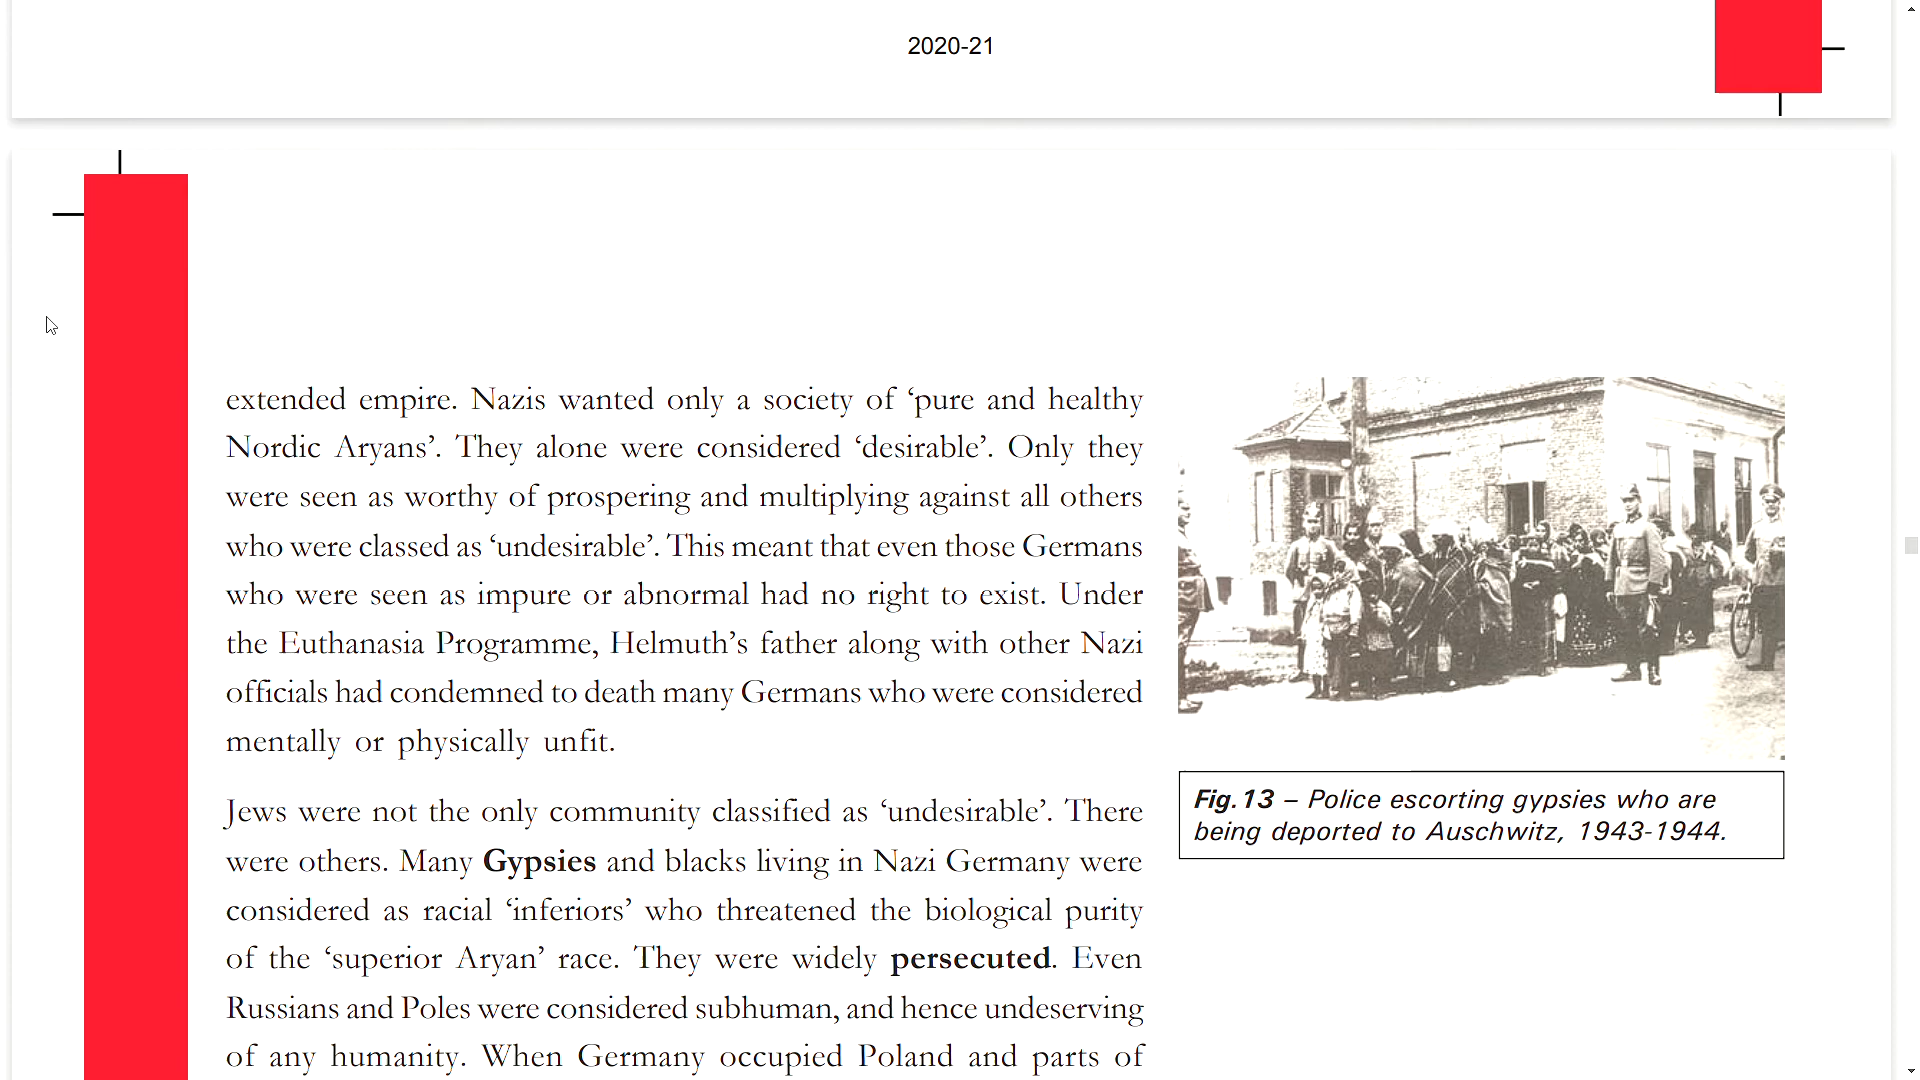 2020-21
extended empire. Nazis wanted only a society of ‘pure and healthy
Nordic Aryans’. They alone were considered ‘desirable’. Only they
were seen as worthy of prospering and multiplying against all others
who were classed as ‘undesirable’. This meant that even those Germans
who were seen as impure or abnormal had no right to exist. Under
the Euthanasia Programme, Helmuth’s father along with other Nazi
officials had condemned to death many Germans who were considered
mentally or physically unfit.
Jews were not the only community classified as ‘undesirable’. There
were others. Many Gypsies and blacks living in Nazi Germany were
considered as racial ‘inferiors’ who threatened the biological purity
of the ‘superior Aryan’ race. They were widely persecuted. Even
Russians and Poles were considered subhuman, and hence undeserving
of any humanity. When Germany occupied Poland and parts of
Fig.13 – Police escorting gypsies who are
being deported to Auschwitz, 1943-1944.